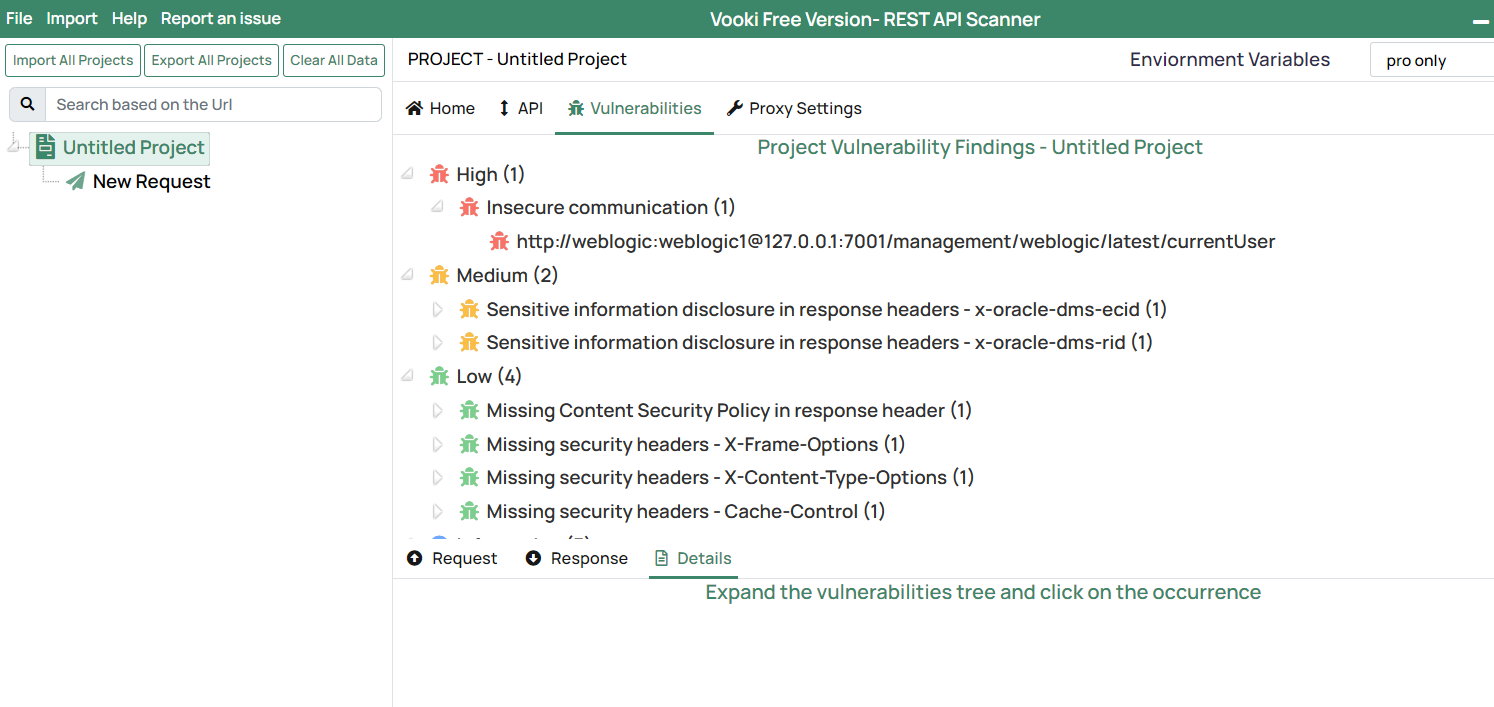 File Import Help Report an issue
Vooki Free Version- REST API Scanner
Import All Projects Export All Projects Clear All Data
PROJECT - Untitled Project
Enviornment Variables
pro only
Search based on the Url
Home API Vulnerabilities Proxy Settings
Untitled Project
New Request
Project Vulnerability Findings - Untitled Project
High (1)
Insecure communication (1)
http://weblogic:weblogic1@127.0.0.1:7001/management/weblogic/latest/currentUser
Medium (2)
Sensitive information disclosure in response headers - x-oracle-dms-ecid (1)
Sensitive information disclosure in response headers - x-oracle-dms-rid (1)
Low (4)
Missing Content Security Policy in response header (1)
Missing security headers - X-Frame-Options (1)
Missing security headers - X-Content-Type-Options (1)
Missing security headers - Cache-Control (1)
Request Response Details
Expand the vulnerabilities tree and click on the occurrence